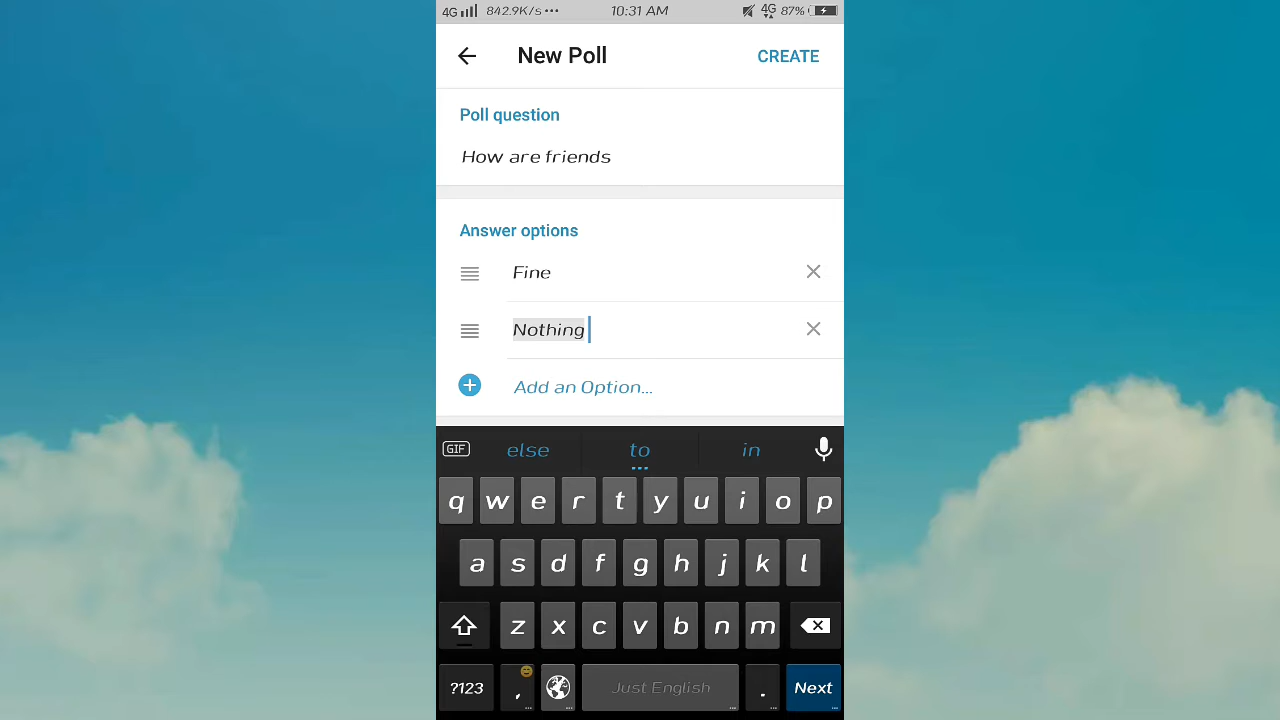 4G 842.9K/s ••• 10:31 AM 4G 87%
New Poll CREATE
Poll question
How are friends
Answer options
Fine
Nothing
Add an Option...
GIF else to in
q w e r t y u i o p
a s d f g h j k l
z x c v b n m
?123 , Just English . Next